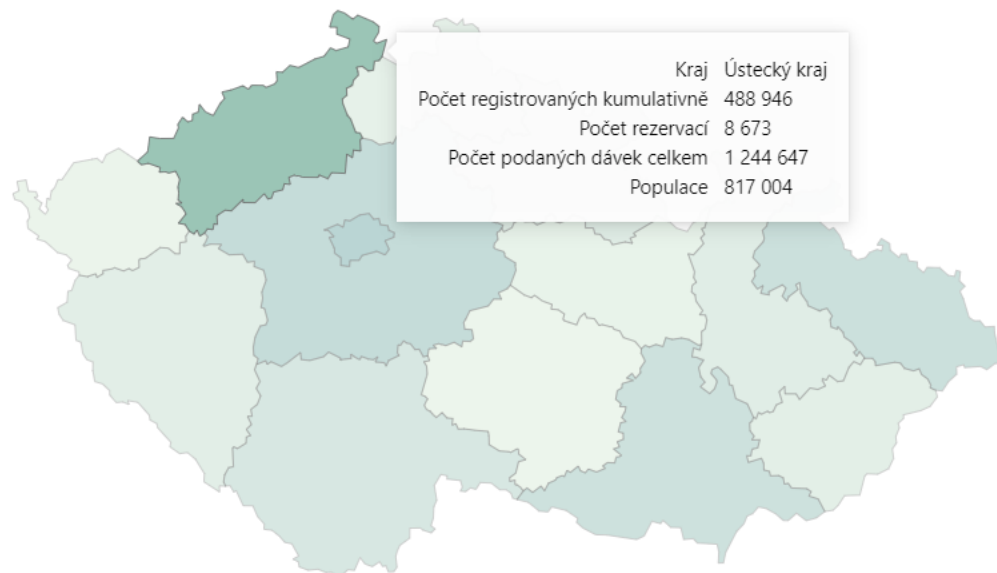 Kraj Ústecký kraj
Počet registrovaných kumulativně 488 946
Počet rezervací 8 673
Počet podaných dávek celkem 1 244 647
Populace 817 004